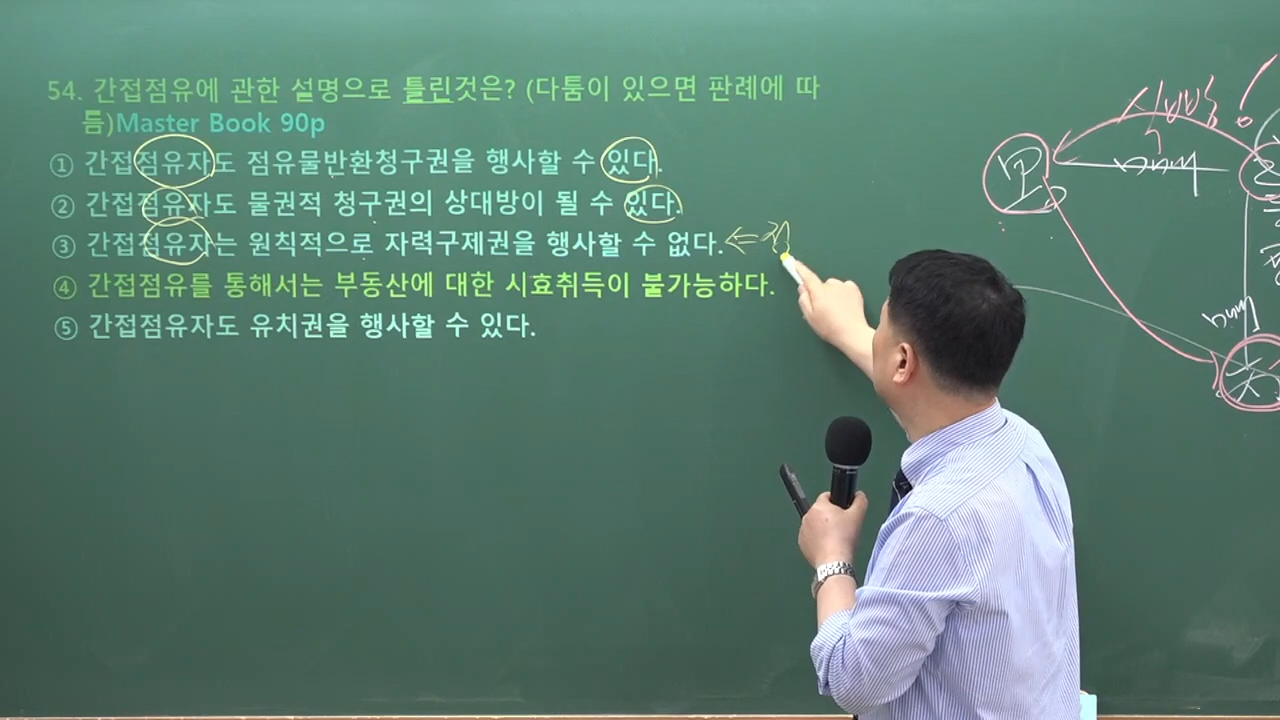 54. 간접점유에 관한 설명으로 틀린것은? (다툼이 있으면 판례에 따
름)Master Book 90p
① 간접점유자도 점유물반환청구권을 행사할 수 있다.
② 간접점유자도 물권적 청구권의 상대방이 될 수 있다.
③ 간접점유자는 원칙적으로 자력구제권을 행사할 수 없다.
④ 간접점유를 통해서는 부동산에 대한 시효취득이 불가능하다.
⑤ 간접점유자도 유치권을 행사할 수 있다.